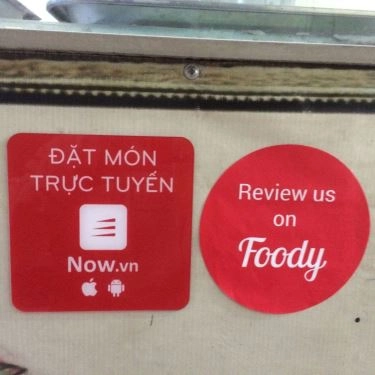 ĐẶT MÓN
TRỰC TUYẾN
Now.vn
Review us
on
Foody